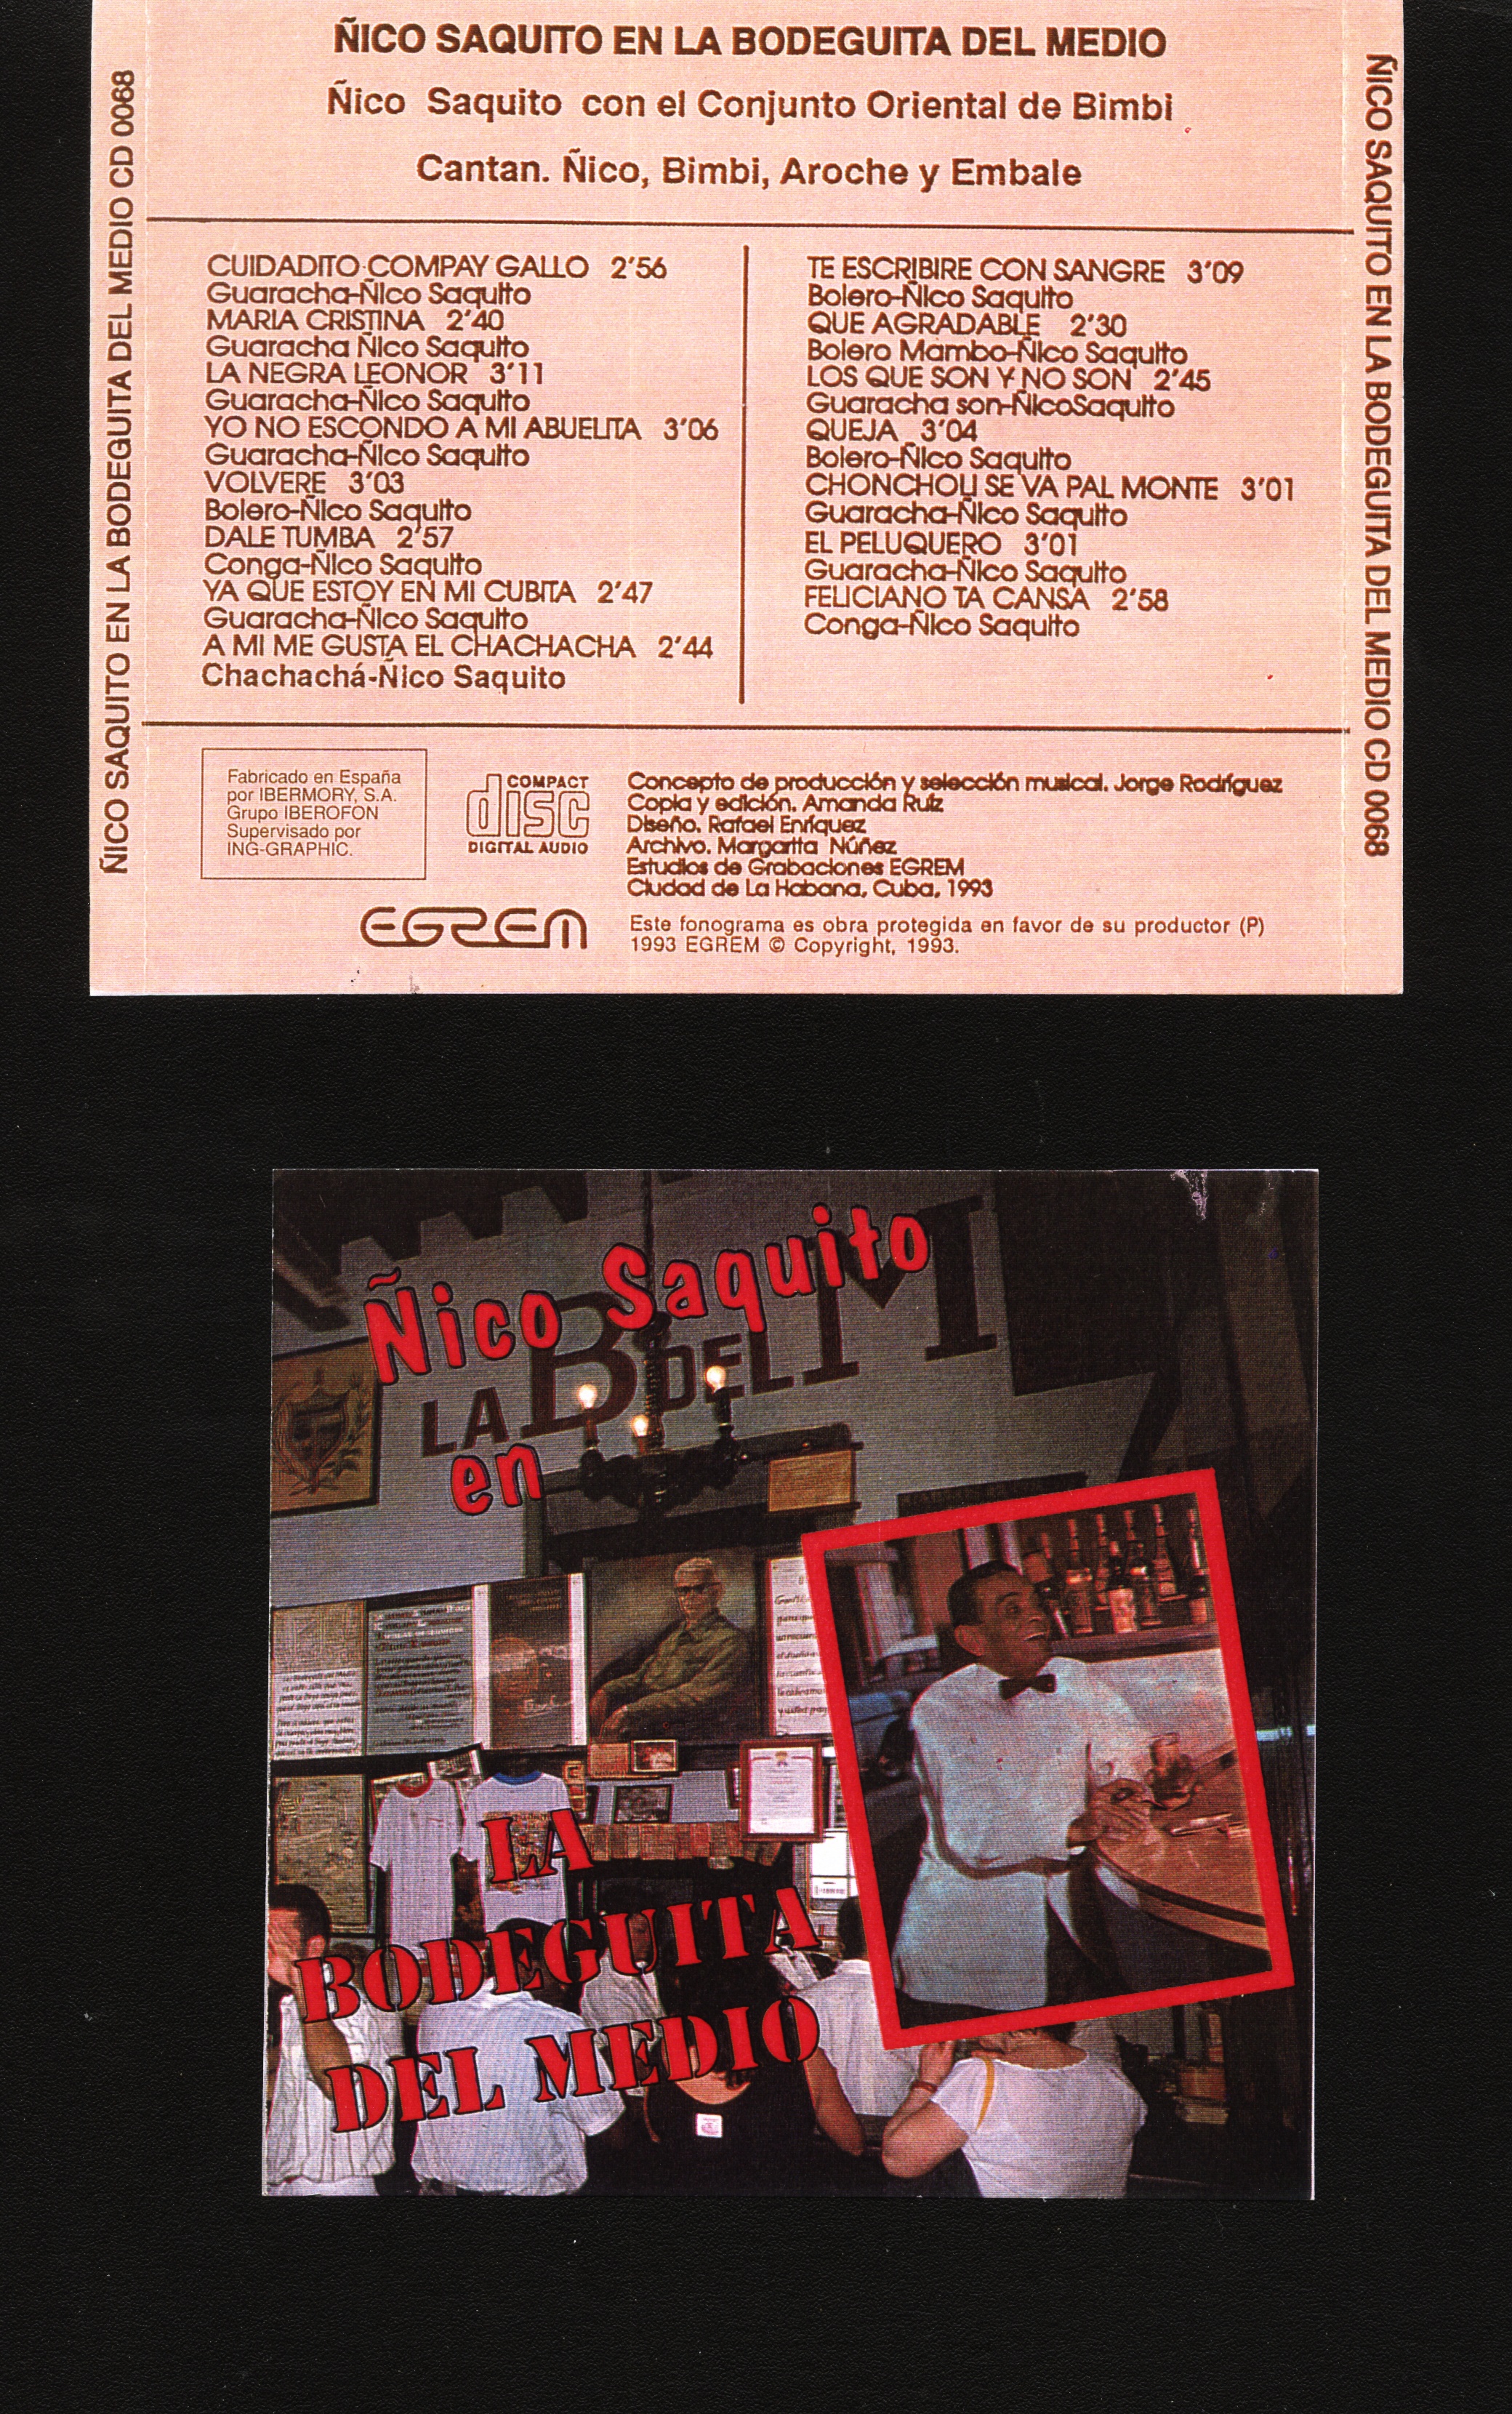 ÑICO SAQUITO EN LA BODEGUITA DEL MEDIO
Ñico Saquito con el Conjunto Oriental de Bimbi
Cantan. Ñico, Bimbi, Aroche y Embale
ÑICO SAQUITO EN LA BODEGUITA DEL MEDIO CD 0068
CUIDADITO COMPAY GALLO 2'56
Guaracha-Ñico Saquito
MARIA CRISTINA 2'40
Guaracha Ñico Saquito
LA NEGRA LEONOR 3'11
Guaracha-Ñico Saquito
YO NO ESCONDO A MI ABUELITA 3'06
Guaracha-Ñico Saquito
VOLVERE 3'03
Bolero-Ñico Saquito
DALE TUMBA 2'57
Conga-Ñico Saquito
YA QUE ESTOY EN MI CUBITA 2'47
Guaracha-Ñico Saquito
A MI ME GUSTA EL CHACHACHA 2'44
Chachachá-Ñico Saquito
TE ESCRIBIRE CON SANGRE 3'09
Bolero-Ñico Saquito
QUE AGRADABLE 2'30
Bolero Mambo-Ñico Saquito
LOS QUE SON Y NO SON 2'45
Guaracha son-ÑicoSaquito
QUEJA 3'04
Bolero-Ñico Saquito
CHONCHOLI SE VA PAL MONTE 3'01
Guaracha-Ñico Saquito
EL PELUQUERO 3'01
Guaracha-Ñico Saquito
FELICIANO TA CANSA 2'58
Conga-Ñico Saquito
ÑICO SAQUITO EN LA BODEGUITA DEL MEDIO CD 0068
Fabricado en España
por IBERMORY, S.A.
Grupo IBEROFON
Supervisado por
ING-GRAPHIC.
COMPACT
disc
DIGITAL AUDIO
EGREM
Concepto de producción y selección musical. Jorge Rodríguez
Copia y edición. Amanda Ruíz
Diseño. Rafael Enríquez
Archivo. Margarita Núñez
Estudios de Grabaciones EGREM
Ciudad de La Habana, Cuba, 1993
Este fonograma es obra protegida en favor de su productor (P)
1993 EGREM © Copyright, 1993.
Ñico Saquito
LA B DEL M
en
LA
BODEGUITA
DEL MEDIO